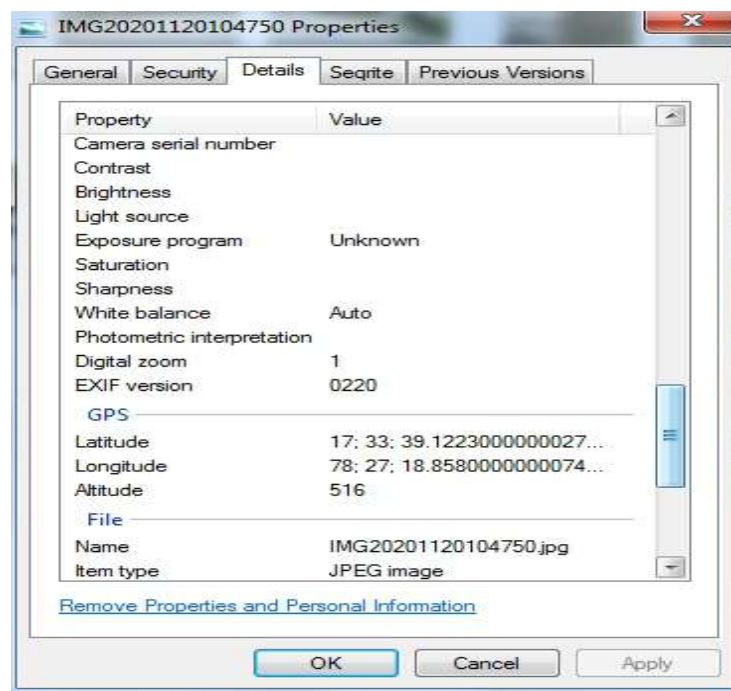 IMG20201120104750 Properties
General Security Details Seqrite Previous Versions
Property Value
Camera serial number
Contrast
Brightness
Light source
Exposure program Unknown
Saturation
Sharpness
White balance Auto
Photometric interpretation
Digital zoom 1
EXIF version 0220
GPS
Latitude 17; 33; 39.1223000000027...
Longitude 78; 27; 18.8580000000074...
Altitude 516
File
Name IMG20201120104750.jpg
Item type JPEG image
Remove Properties and Personal Information
OK Cancel Apply